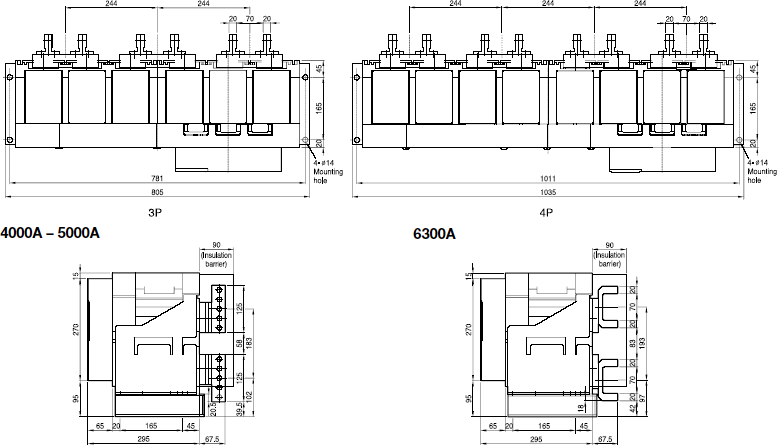 244 244
20 70 20
45
165
20
4-ø14
Mounting
hole
781
805
3P
244 244 244 244
20 70 20
45
165
20
4-ø14
Mounting
hole
1011
1035
4P
4000A – 5000A
90
(Insulation
barrier)
15
270
95
125
58
125
183
102
20.5
39.5
65 20 165 45
295 67.5
6300A
90
(Insulation
barrier)
15
270
95
20
70
20
83
20
70
20
193
97
42
18
65 20 165 45
295 67.5